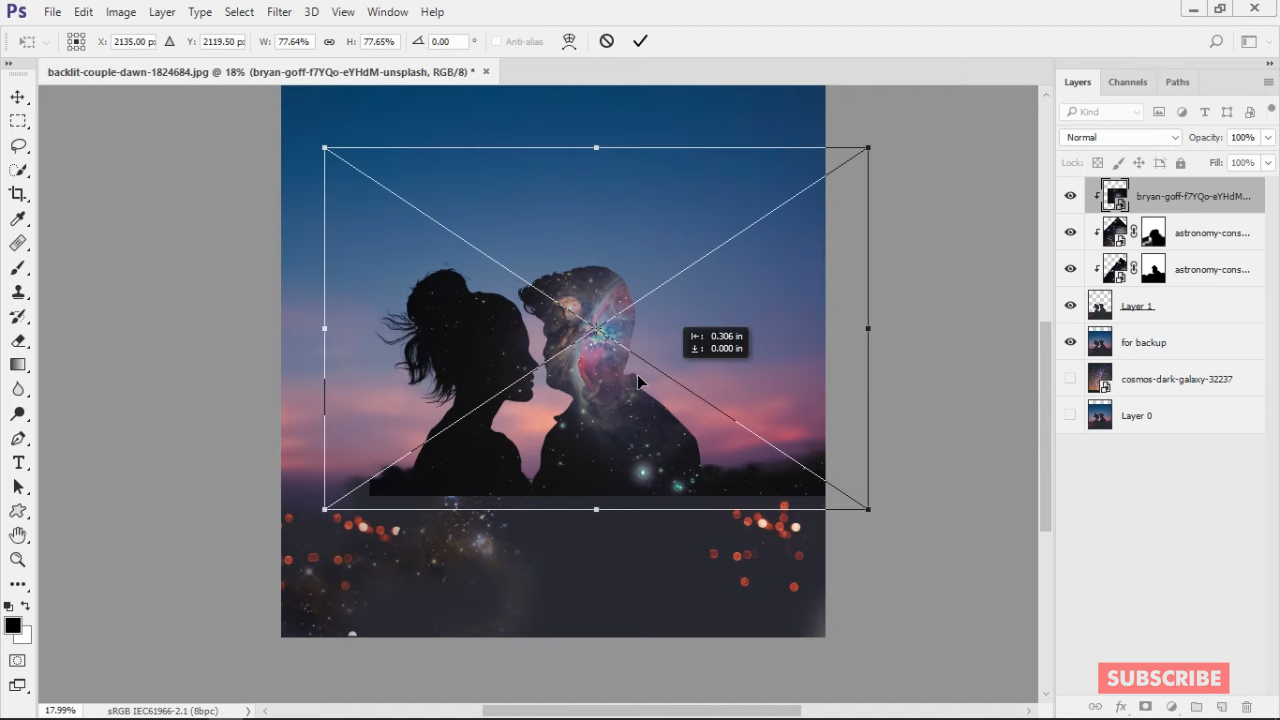 Ps File Edit Image Layer Type Select Filter 3D View Window Help
X: 2135.00 px Y: 2119.50 px W: 77.64% H: 77.65% 0.00 ° Anti-alias
backlit-couple-dawn-1824684.jpg @ 18% (bryan-goff-f7YQo-eYHdM-unsplash, RGB/8) * ×
Layers Channels Paths
Kind
Normal Opacity: 100%
Lock: Fill: 100%
bryan-goff-f7YQo-eYHdM...
astronomy-cons...
astronomy-cons...
Layer 1
for backup
cosmos-dark-galaxy-32237
Layer 0
0.306 in
0.000 in
SUBSCRIBE
17.99% sRGB IEC61966-2.1 (8bpc)